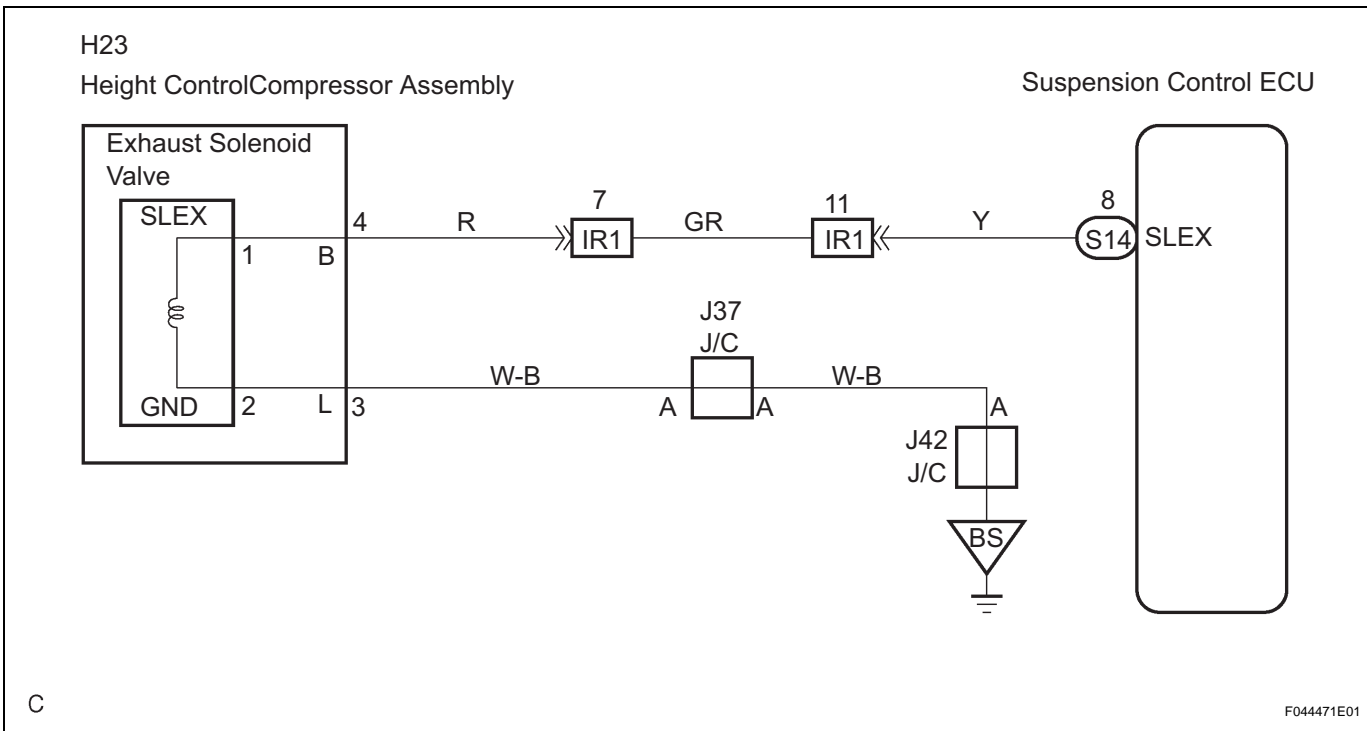 H23
Height ControlCompressor Assembly
Suspension Control ECU
Exhaust Solenoid
Valve
SLEX
1
B
4
R
7
IR1
GR
11
IR1
Y
8
S14
SLEX
J37
J/C
GND
2
L
3
W-B
A
A
W-B
A
J42
J/C
BS
C
F044471E01